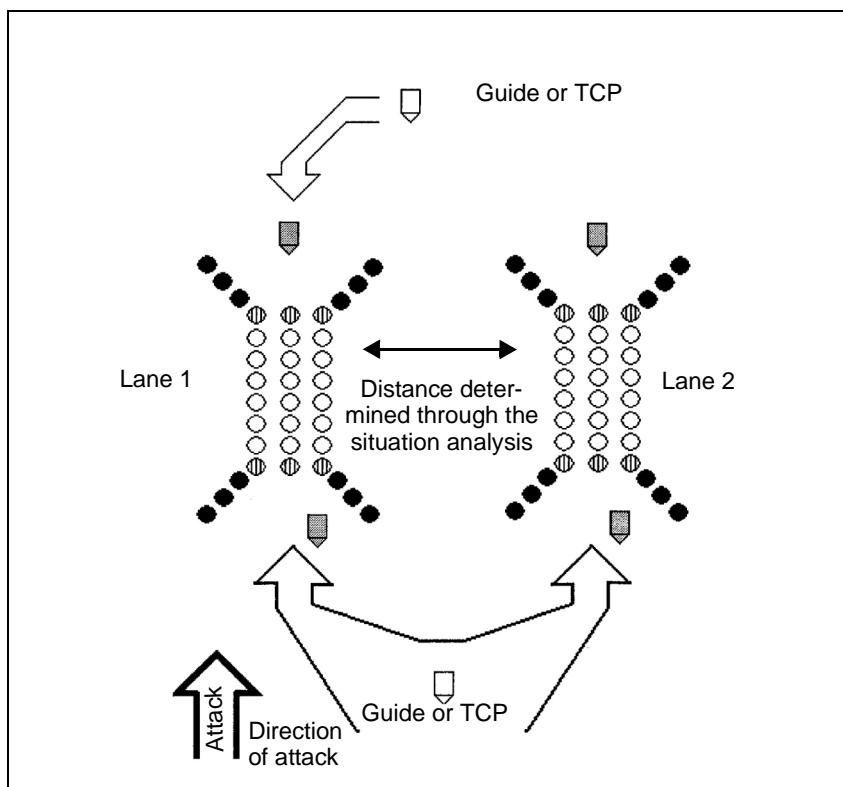 Guide or TCP
Lane 1
Distance deter-
mined through the
situation analysis
Lane 2
Guide or TCP
Attack
Direction
of attack